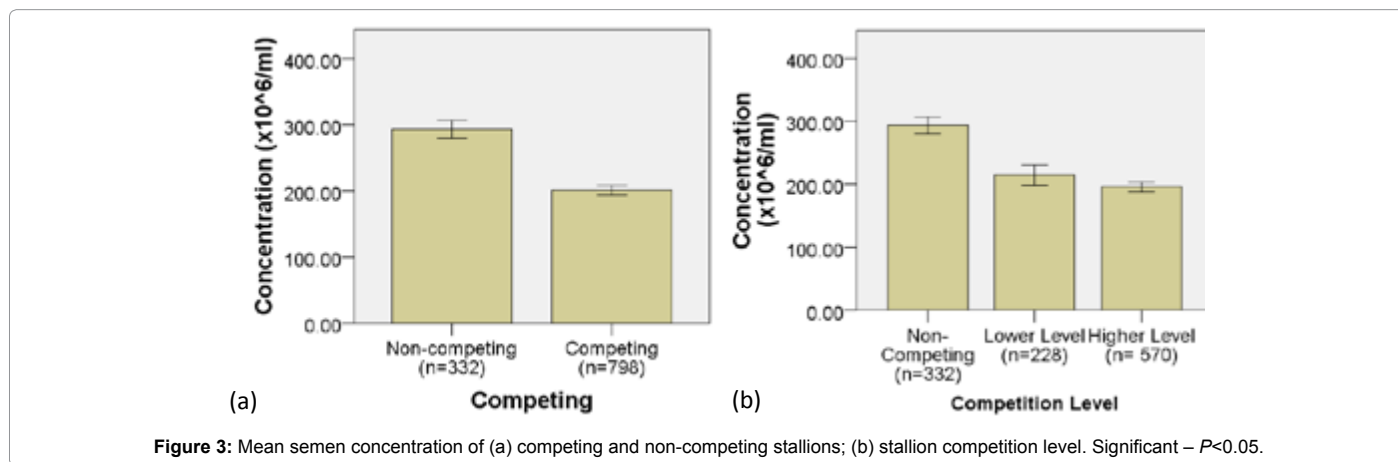 400.00
300.00
200.00
100.00
0.00
Concentration (x10^6/ml)
Non-competing
(n=332)
Competing
(n=798)
Competing
(a)
400.00
300.00
200.00
100.00
0.00
Concentration
(x10^6/ml)
Non-
Competing
(n=332)
Lower Level
(n=228)
Higher Level
(n= 570)
Competition Level
(b)
Figure 3: Mean semen concentration of (a) competing and non-competing stallions; (b) stallion competition level. Significant – P<0.05.